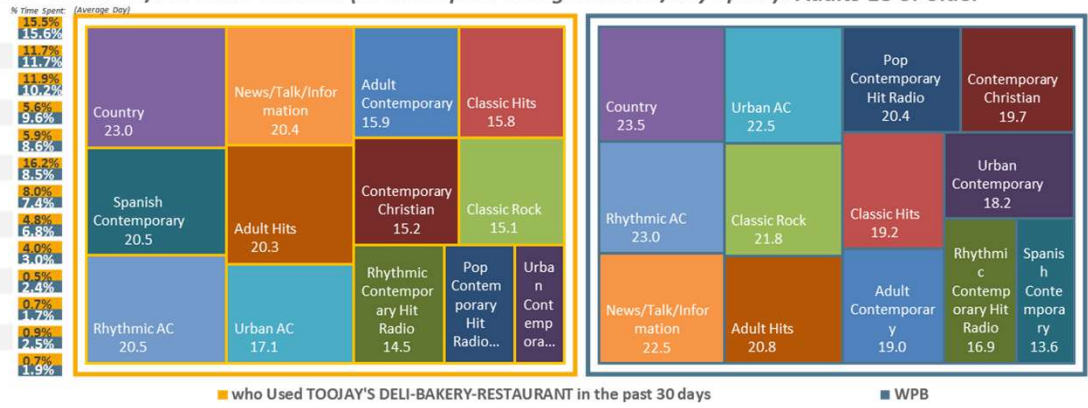 % Time Spent: (Average Day)
15.5%
15.6%
11.7%
11.7%
11.9%
10.2%
5.6%
9.6%
5.9%
8.6%
16.2%
8.5%
8.0%
7.4%
4.8%
6.8%
4.0%
3.0%
0.5%
2.4%
0.7%
1.7%
0.9%
2.5%
0.7%
1.9%
Country
23.0
Spanish
Contemporary
20.5
Rhythmic AC
20.5
News/Talk/Infor
mation
20.4
Adult Hits
20.3
Urban AC
17.1
Adult
Contemporary
15.9
Classic Hits
15.8
Contemporary
Christian
15.2
Classic Rock
15.1
Rhythmic
Contempor
ary Hit
Radio
14.5
Pop
Contem
porary
Hit
Radio...
Urba
n
Cont
emp
ora...
Country
23.5
Rhythmic AC
23.0
News/Talk/Infor
mation
22.5
Urban AC
22.5
Classic Rock
21.8
Adult Hits
20.8
Pop
Contemporary
Hit Radio
20.4
Contemporary
Christian
19.7
Classic Hits
19.2
Urban
Contemporary
18.2
Adult
Contemporar
y
19.0
Rhythmi
c
Contemp
orary Hit
Radio
16.9
Spanis
h
Conte
mpora
ry
13.6
who Used TOOJAY'S DELI-BAKERY-RESTAURANT in the past 30 days
WPB